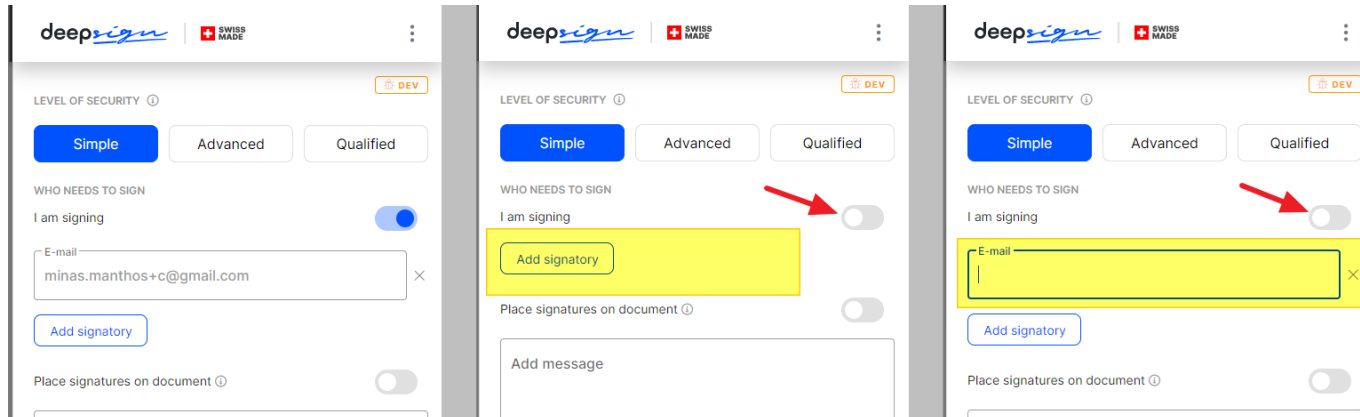 deepsign SWISS MADE
DEV
LEVEL OF SECURITY
Simple Advanced Qualified
WHO NEEDS TO SIGN
I am signing
E-mail
minas.manthos+c@gmail.com
Add signatory
Place signatures on document
deepsign SWISS MADE
DEV
LEVEL OF SECURITY
Simple Advanced Qualified
WHO NEEDS TO SIGN
I am signing
Add signatory
Place signatures on document
Add message
deepsign SWISS MADE
DEV
LEVEL OF SECURITY
Simple Advanced Qualified
WHO NEEDS TO SIGN
I am signing
E-mail
Add signatory
Place signatures on document